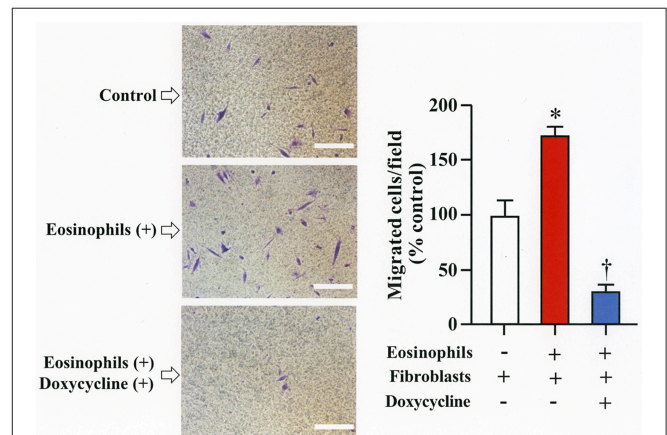 Control
Eosinophils (+)
Eosinophils (+)
Doxycycline (+)
Migrated cells/field
(% control)
200
150
100
50
0
*
†
Eosinophils - + +
Fibroblasts + + +
Doxycycline - - +